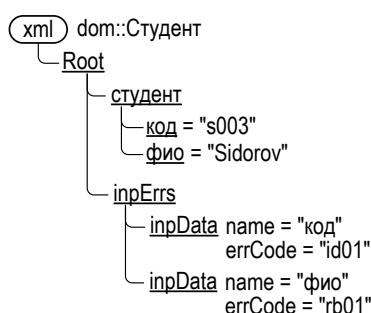 xml dom::Студент
Root
студент
код = "s003"
фио = "Sidorov"
inpErrs
inpData name = "код"
errCode = "id01"
inpData name = "фио"
errCode = "rb01"